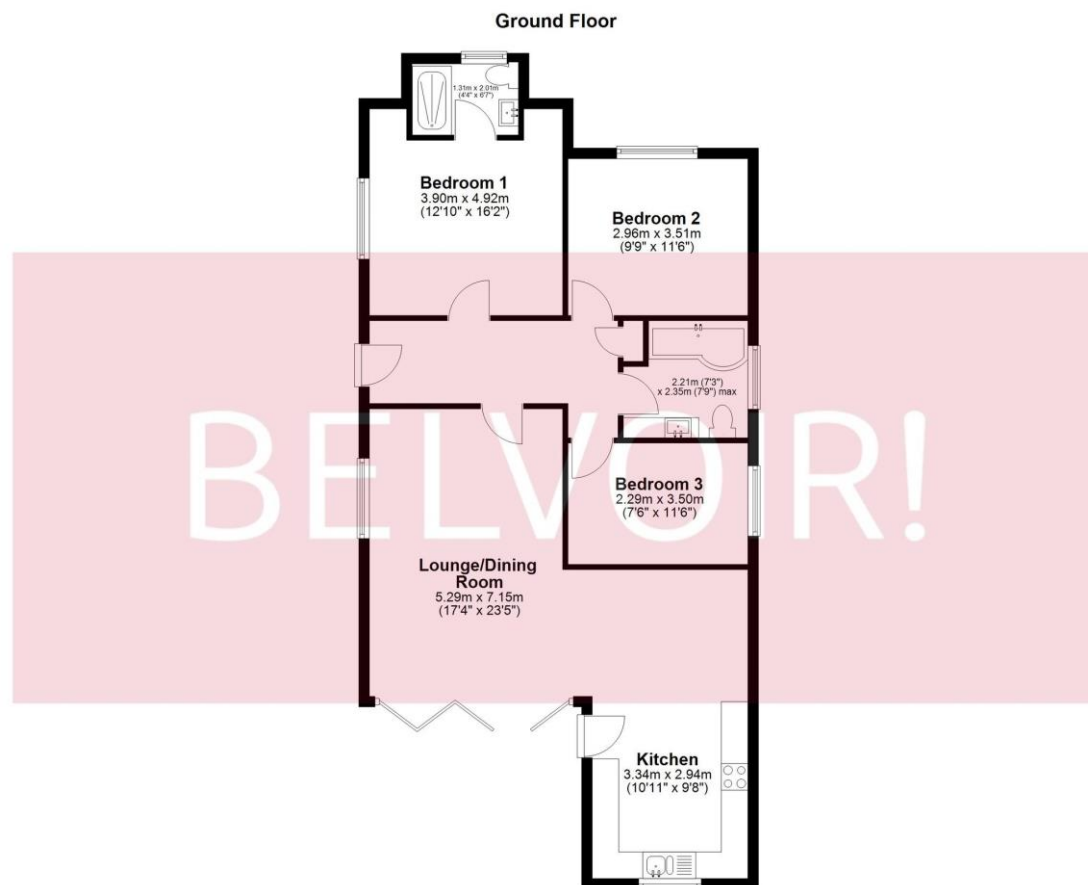 Ground Floor
1.31m x 2.01m
(4'4" x 6'7")
Bedroom 1
3.90m x 4.92m
(12'10" x 16'2")
Bedroom 2
2.96m x 3.51m
(9'9" x 11'6")
2.21m (7'3")
x 2.35m (7'9") max
BELVOIR!
Bedroom 3
2.29m x 3.50m
(7'6" x 11'6")
Lounge/Dining
Room
5.29m x 7.15m
(17'4" x 23'5")
Kitchen
3.34m x 2.94m
(10'11" x 9'8")